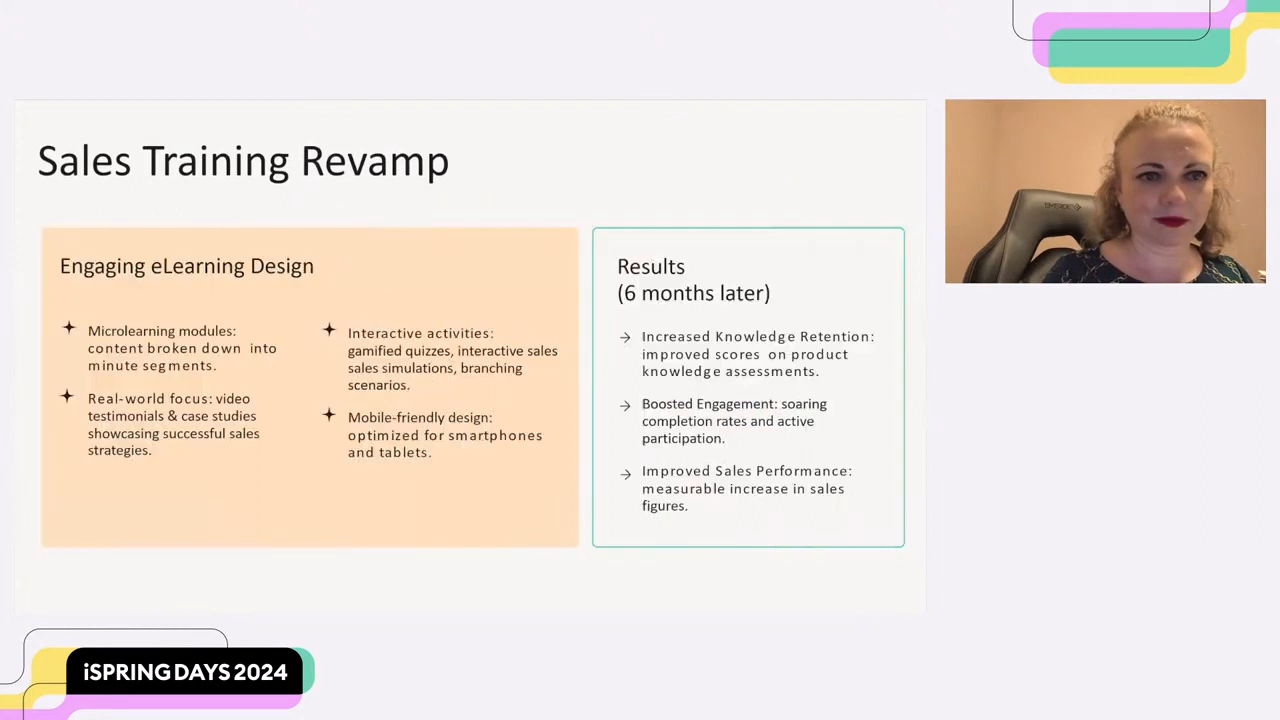 Sales Training Revamp
Engaging eLearning Design
Microlearning modules:
content broken down into
minute segments.
Real-world focus: video
testimonials & case studies
showcasing successful sales
strategies.
Interactive activities:
gamified quizzes, interactive sales
sales simulations, branching
scenarios.
Mobile-friendly design:
optimized for smartphones
and tablets.
Results
(6 months later)
Increased Knowledge Retention:
improved scores on product
knowledge assessments.
Boosted Engagement: soaring
completion rates and active
participation.
Improved Sales Performance:
measurable increase in sales
figures.
iSPRING DAYS 2024